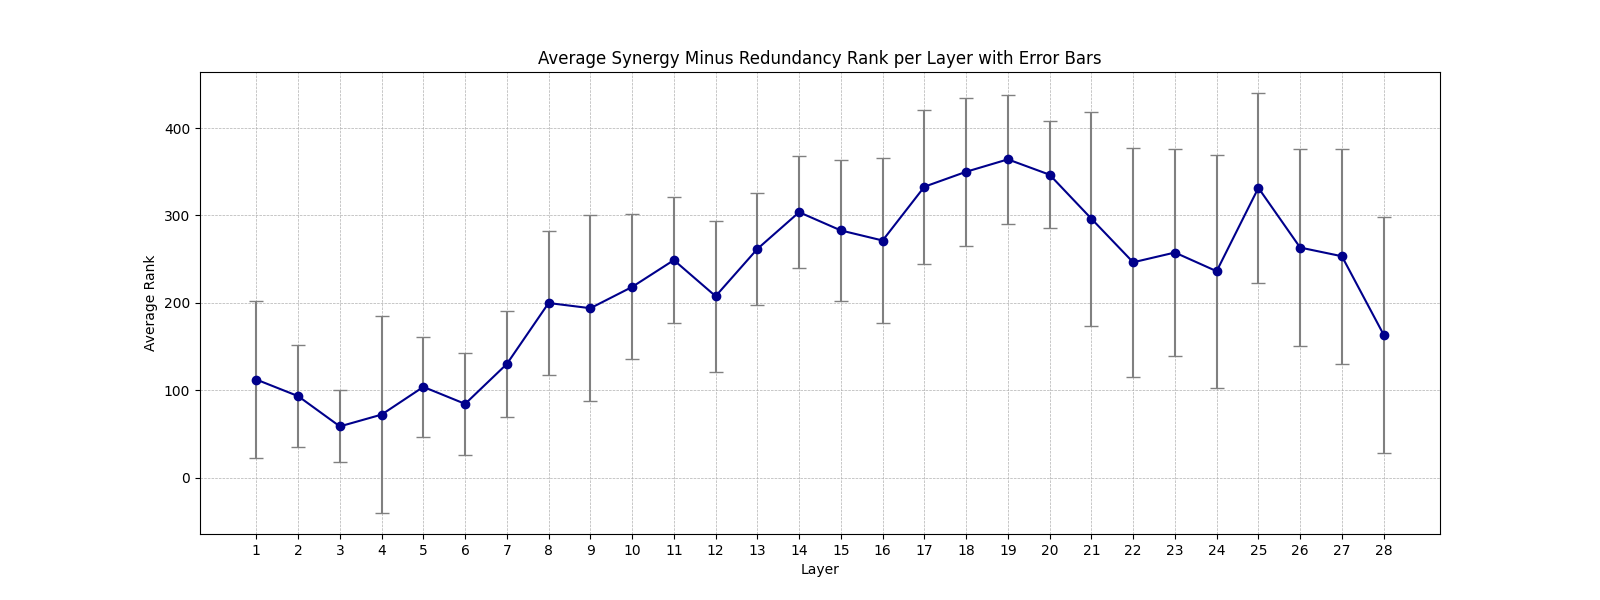 Average Synergy Minus Redundancy Rank per Layer with Error Bars
Average Rank
400
300
200
100
0
1 2 3 4 5 6 7 8 9 10 11 12 13 14 15 16 17 18 19 20 21 22 23 24 25 26 27 28
Layer